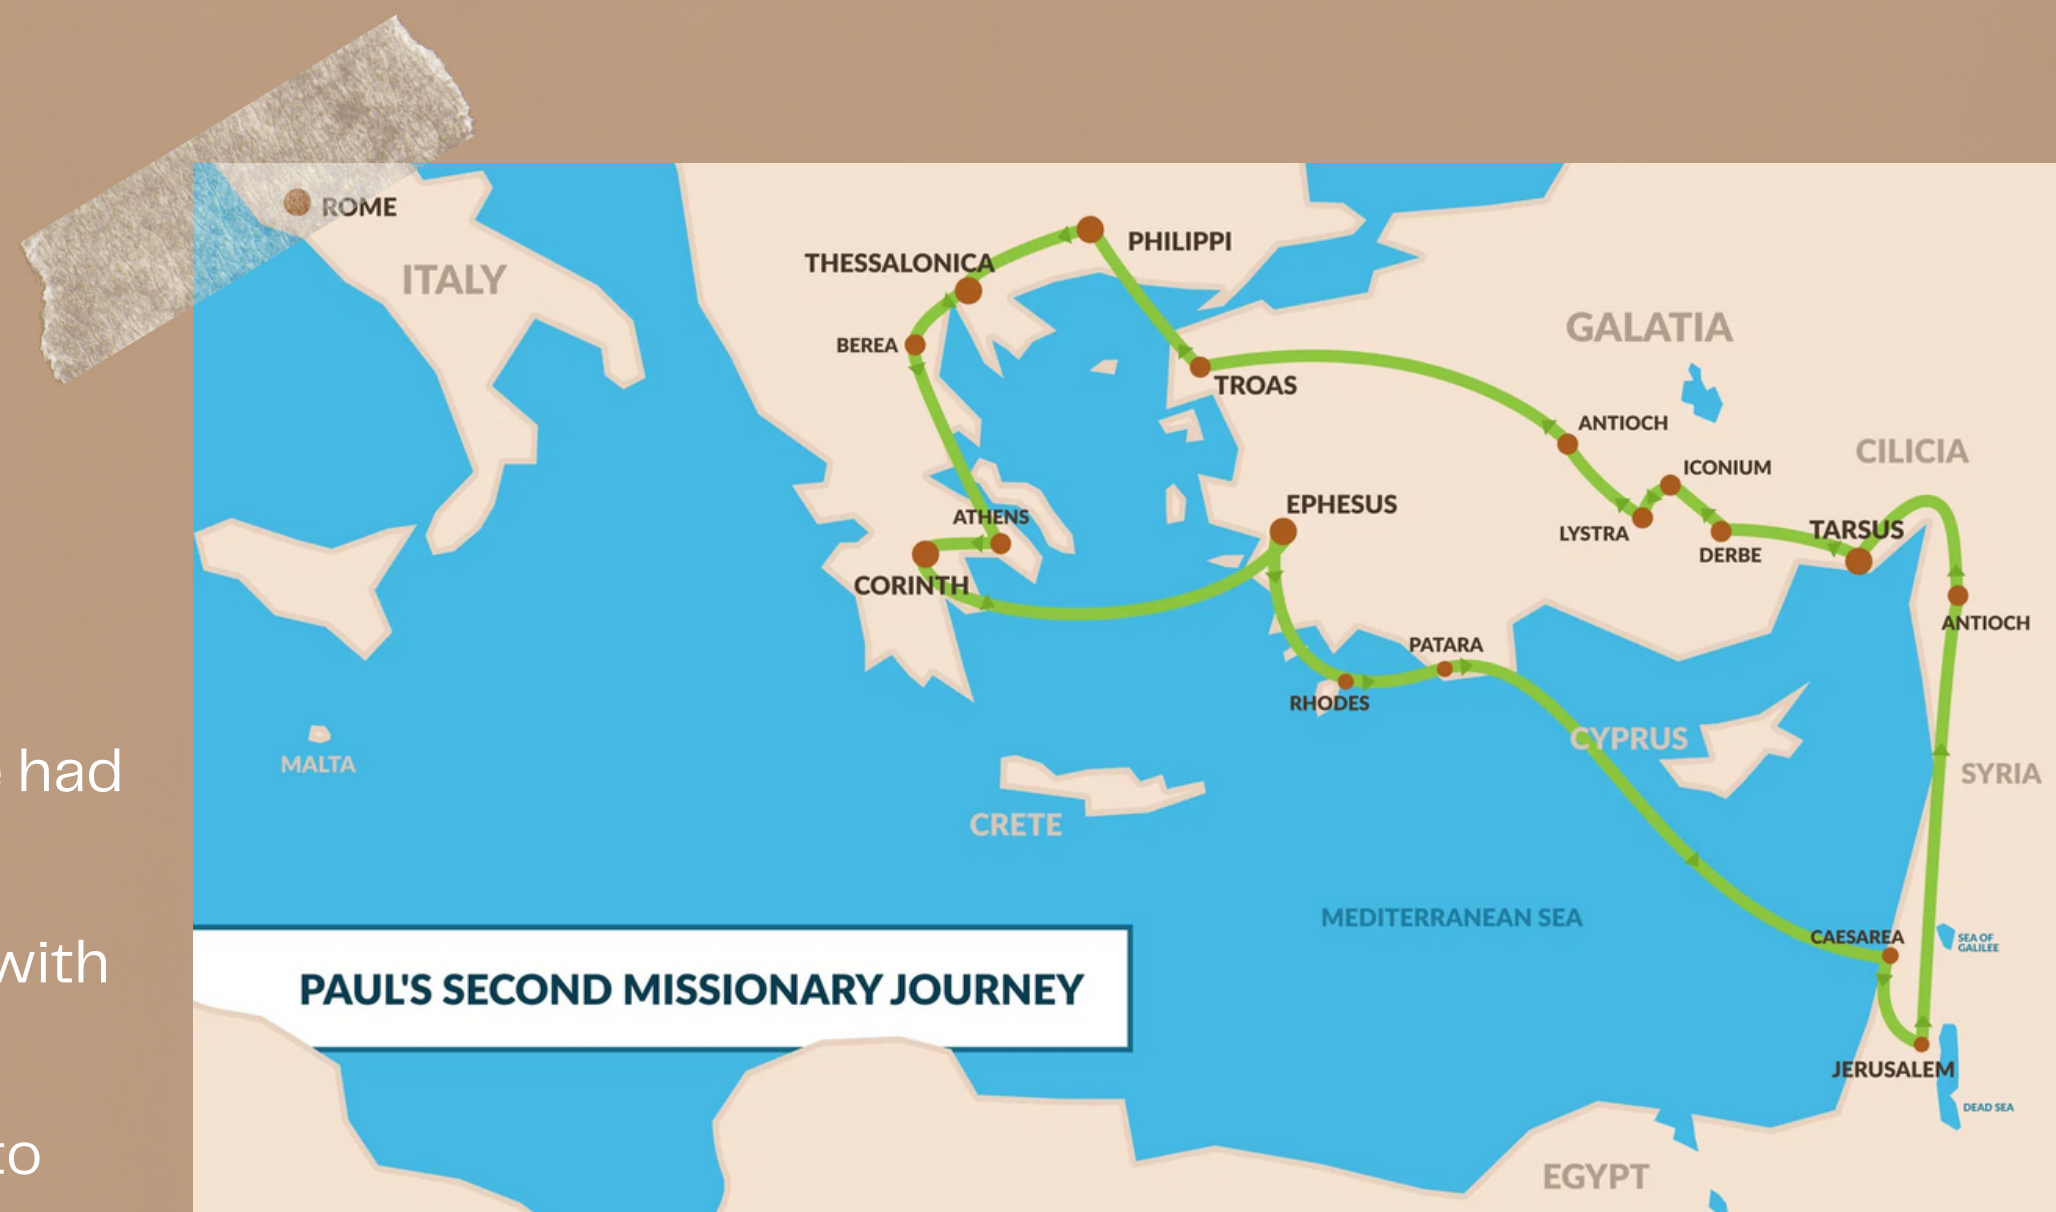 ROME
ITALY
THESSALONICA
PHILIPPI
BEREA
TROAS
GALATIA
ANTIOCH
ICONIUM
CILICIA
EPHESUS
ATHENS
LYSTRA
DERBE
TARSUS
CORINTH
ANTIOCH
PATARA
RHODES
CYPRUS
MALTA
SYRIA
had
CRETE
MEDITERRANEAN SEA
CAESAREA
SEA OF
GALILEE
with
PAUL'S SECOND MISSIONARY JOURNEY
JERUSALEM
DEAD SEA
to
EGYPT